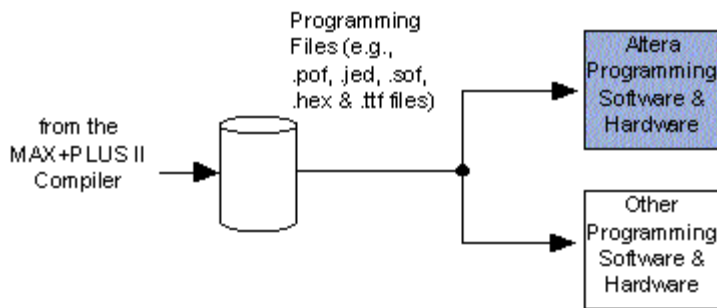 Programming
Files (e.g.,
.pof, .jed, .sof,
.hex & .ttf files)
from the
MAX+PLUS II
Compiler
Altera
Programming
Software &
Hardware
Other
Programming
Software &
Hardware